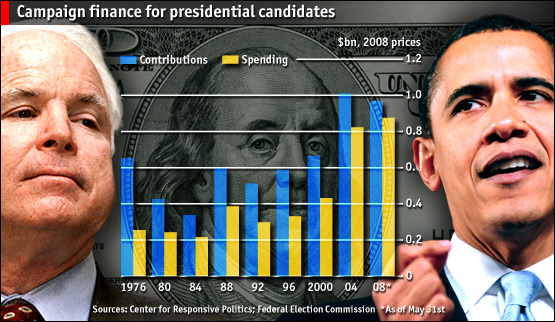 Campaign finance for presidential candidates
$bn, 2008 prices
Contributions Spending
1.2
1.0
0.8
0.6
0.4
0.2
0
1976 80 84 88 92 96 2000 04 08*
Sources: Center for Responsive Politics; Federal Election Commission *As of May 31st